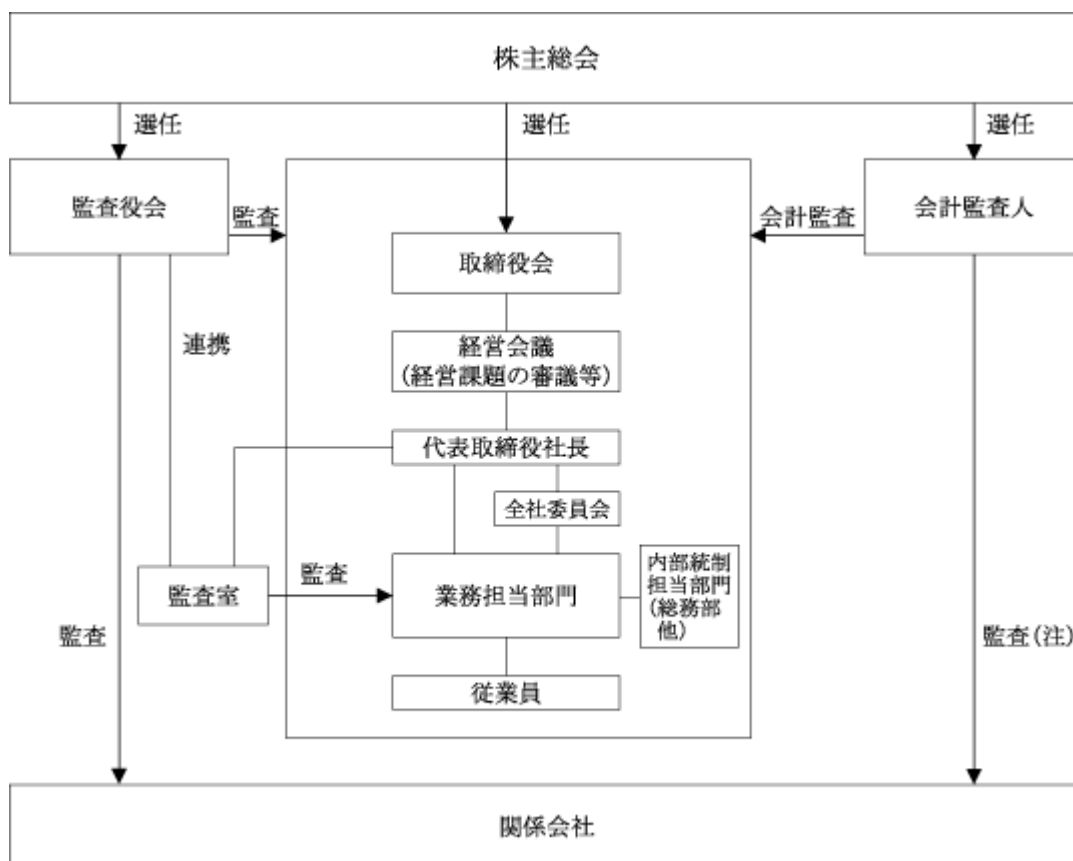 株主総会
選任
選任
選任
監査役会
会計監査人
監査
会計監査
取締役会
連携
経営会議
(経営課題の審議等)
代表取締役社長
全社委員会
監査室
監査
業務担当部門
内部統制
担当部門
(総務部
他)
監査
監査(注)
従業員
関係会社